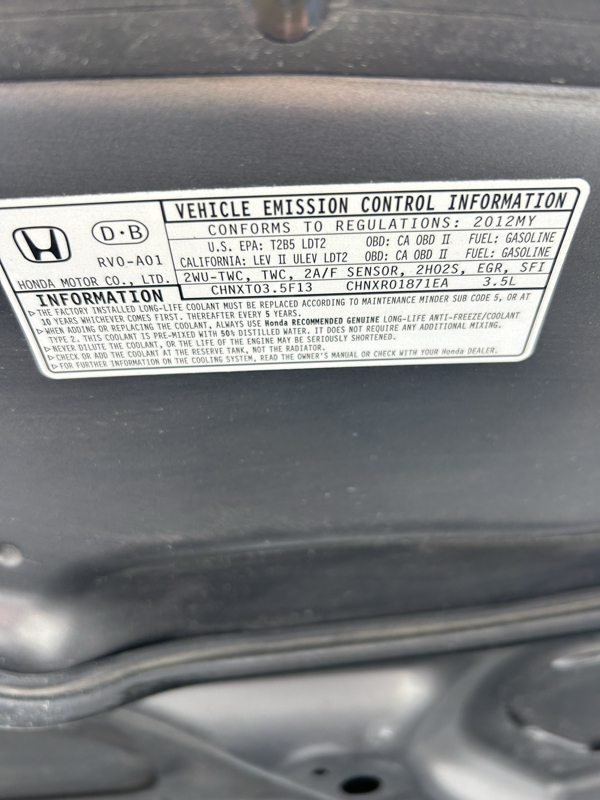 VEHICLE EMISSION CONTROL INFORMATION
D·B
CONFORMS TO REGULATIONS: 2012MY
RV0-A01
U.S. EPA: T2B5 LDT2 OBD: CA OBD II FUEL: GASOLINE
CALIFORNIA: LEV II ULEV LDT2 OBD: CA OBD II FUEL: GASOLINE
HONDA MOTOR CO., LTD.
2WU-TWC, TWC, 2A/F SENSOR, 2HO2S, EGR, SFI
CHNXT03.5F13 CHNXR01871EA 3.5L
INFORMATION
▷THE FACTORY INSTALLED LONG-LIFE COOLANT MUST BE REPLACED ACCORDING TO MAINTENANCE MINDER SUB CODE 5, OR AT
10 YEARS WHICHEVER COMES FIRST. THEREAFTER EVERY 5 YEARS.
▷WHEN ADDING OR REPLACING THE COOLANT, ALWAYS USE Honda RECOMMENDED GENUINE LONG-LIFE ANTI-FREEZE/COOLANT
TYPE 2. THIS COOLANT IS PRE-MIXED WITH 50% DISTILLED WATER. IT DOES NOT REQUIRE ANY ADDITIONAL MIXING.
▷NEVER DILUTE THE COOLANT, OR THE LIFE OF THE ENGINE MAY BE SERIOUSLY SHORTENED.
▷CHECK OR ADD THE COOLANT AT THE RESERVE TANK, NOT THE RADIATOR.
▷FOR FURTHER INFORMATION ON THE COOLING SYSTEM, READ THE OWNER'S MANUAL OR CHECK WITH YOUR Honda DEALER.